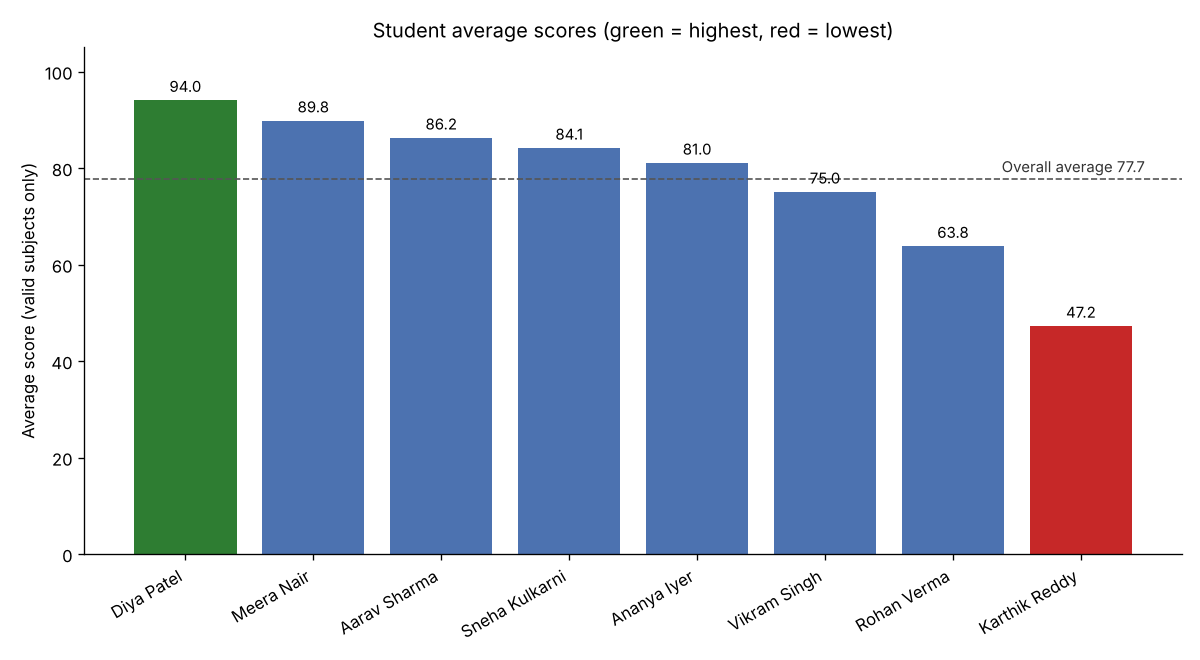 Student average scores (green = highest, red = lowest)
Average score (valid subjects only)
100
80
60
40
20
0
94.0
89.8
86.2
84.1
81.0
75.0
63.8
47.2
Overall average 77.7
Diya Patel
Meera Nair
Aarav Sharma
Sneha Kulkarni
Ananya Iyer
Vikram Singh
Rohan Verma
Karthik Reddy